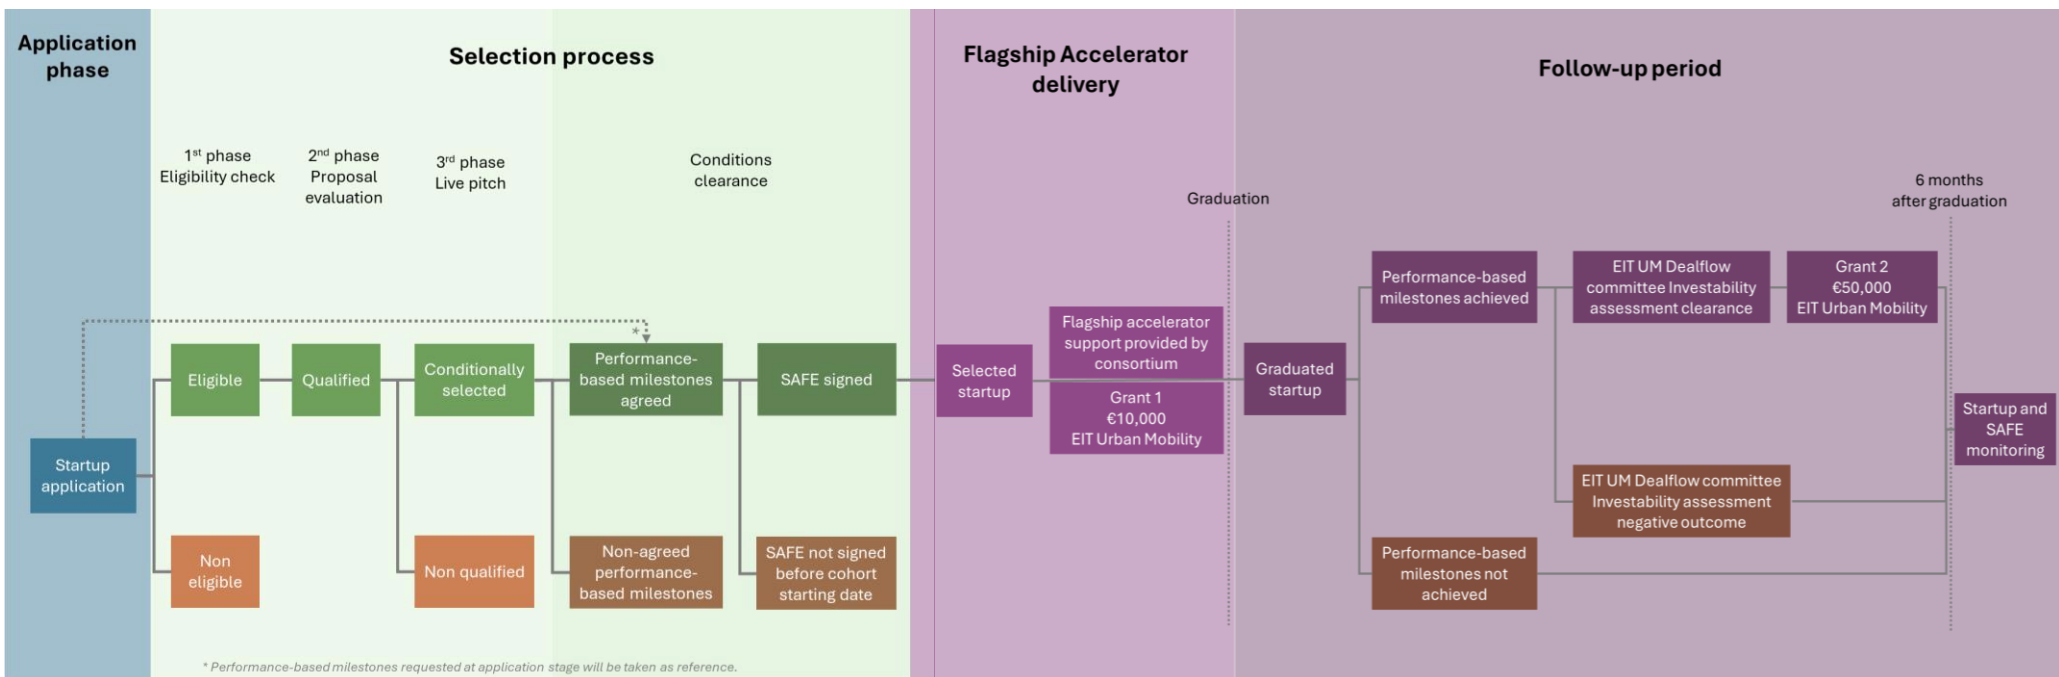 Application
phase
Selection process
Flagship Accelerator
delivery
Follow-up period
1st phase
Eligibility check
2nd phase
Proposal
evaluation
3rd phase
Live pitch
Conditions
clearance
Graduation
6 months
after graduation
Startup
application
Eligible
Non
eligible
Qualified
Conditionally
selected
Non qualified
*
Performance-
based milestones
agreed
Non-agreed
performance-
based milestones
SAFE signed
SAFE not signed
before cohort
starting date
Selected
startup
Flagship accelerator
support provided by
consortium
Grant 1
€10,000
EIT Urban Mobility
Graduated
startup
Performance-based
milestones achieved
EIT UM Dealflow
committee Investability
assessment clearance
Grant 2
€50,000
EIT Urban Mobility
EIT UM Dealflow committee
Investability assessment
negative outcome
Performance-based
milestones not
achieved
Startup and
SAFE
monitoring
* Performance-based milestones requested at application stage will be taken as reference.